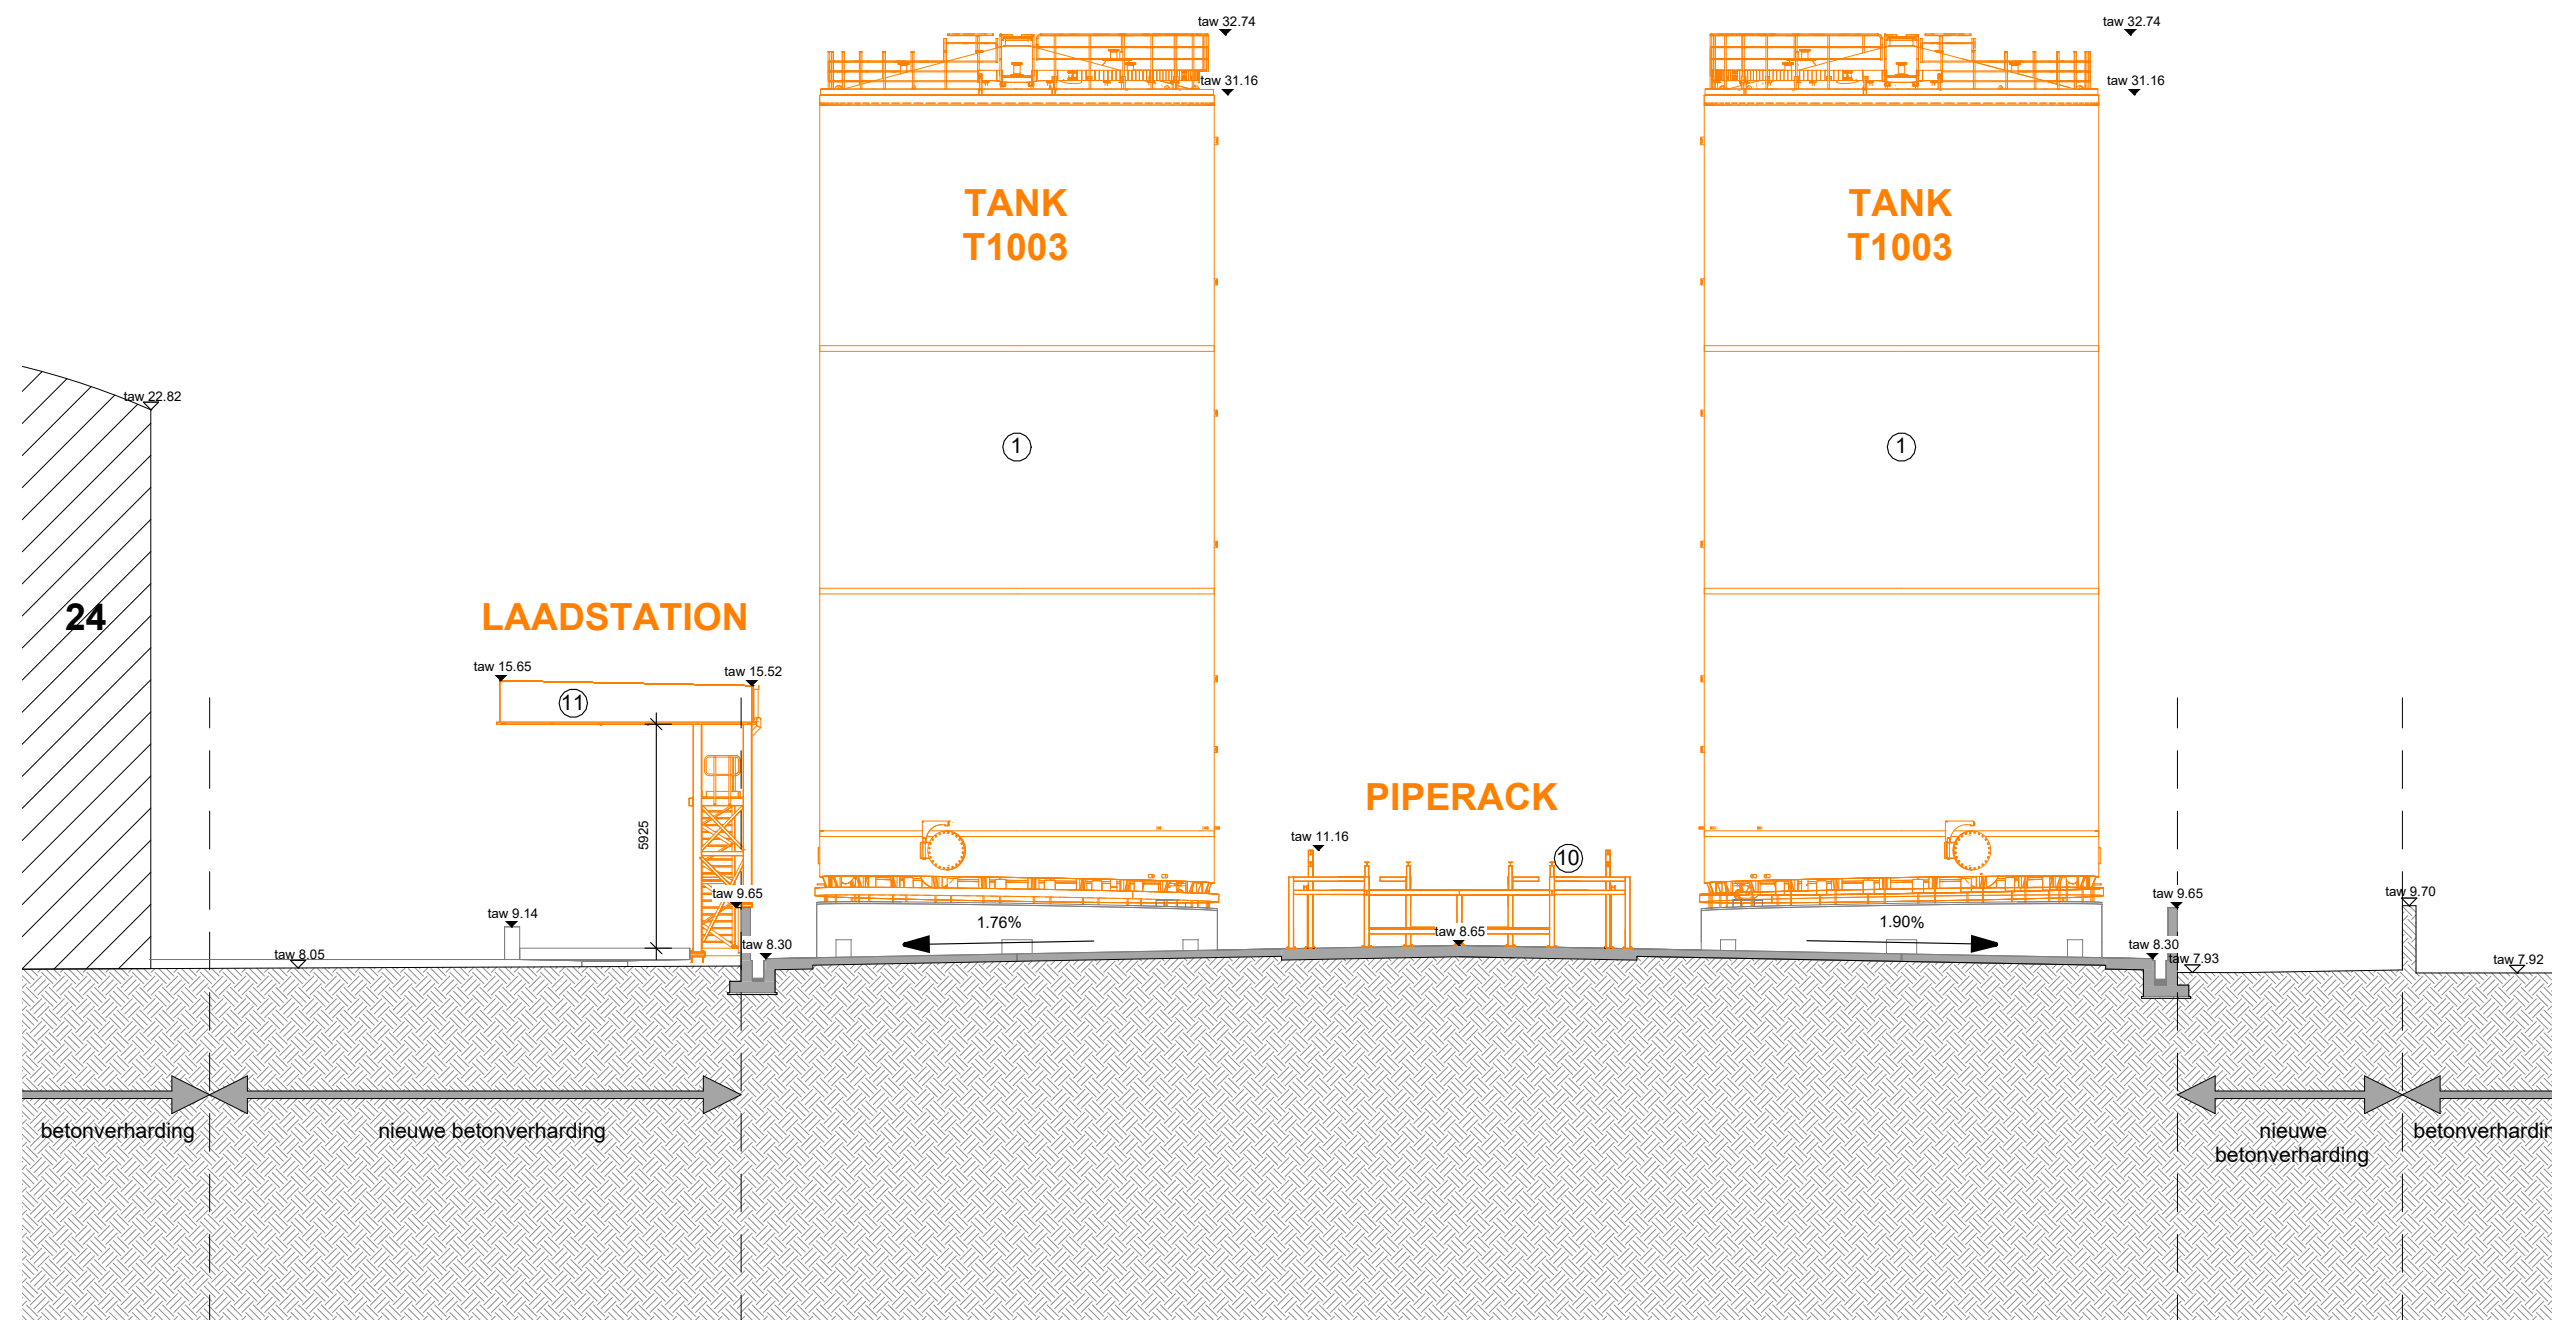 taw 32.74
taw 32.74
taw 31.16
taw 31.16
TANK
T1003
TANK
T1003
taw 22.82
1
1
24
LAADSTATION
taw 15.65
taw 15.52
11
PIPERACK
5925
taw 11.16
10
taw 9.65
taw 9.65
taw 9.70
taw 9.14
1.76%
1.90%
taw 8.65
taw 8.30
taw 8.30
taw 8.05
taw 7.93
taw 7.92
betonverharding
nieuwe betonverharding
nieuwe
betonverharding
betonverhardin